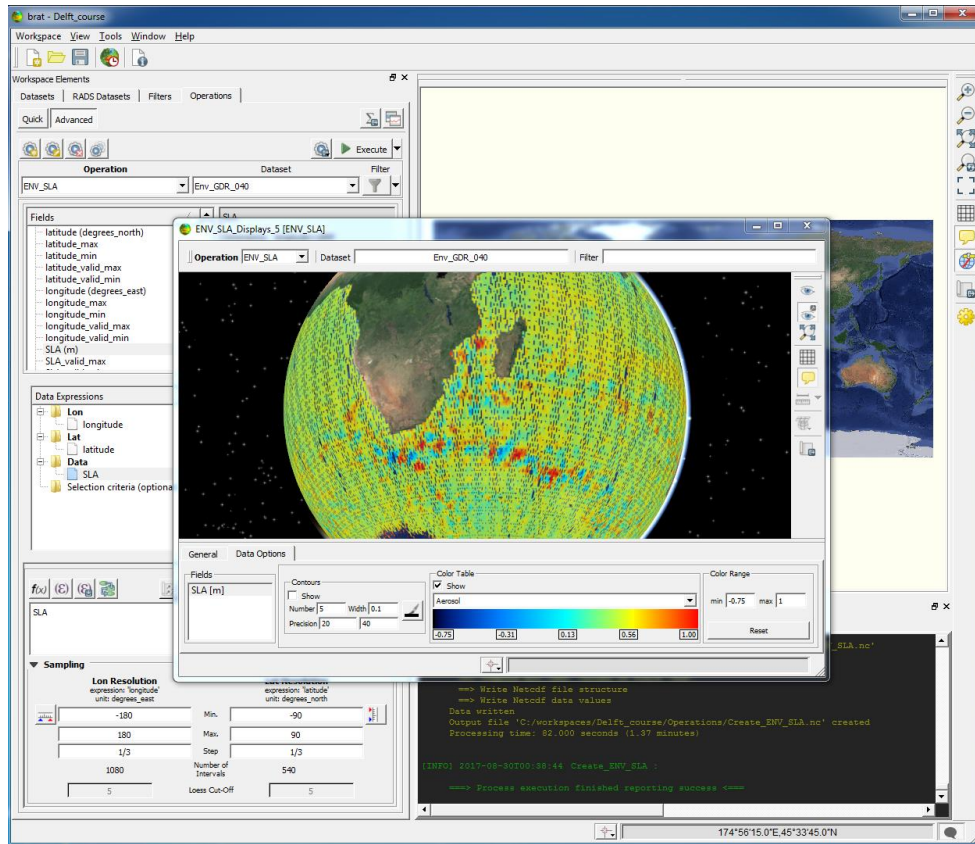 brat - Delft_course
Workspace View Tools Window Help
Workspace Elements
Datasets RADS Datasets Filters Operations
Quick Advanced
Execute
Operation Dataset Filter
ENV_SLA Env_GDR_040
Fields
latitude (degrees_north)
latitude_max
latitude_min
latitude_valid_max
latitude_valid_min
longitude (degrees_east)
longitude_max
longitude_min
longitude_valid_max
longitude_valid_min
SLA (m)
SLA_valid_max
Data Expressions
Lon
longitude
Lat
latitude
Data
SLA
Selection criteria (optiona
f(x) (ε)
SLA
Sampling
Lon Resolution
expression: 'longitude' expression: 'latitude'
unit: degrees_east unit: degrees_north
-180 Min. -90
180 Max. 90
1/3 Step 1/3
1080 Number of Intervals 540
5 Loess Cut-Off 5
ENV_SLA_Displays_5 [ENV_SLA]
Operation ENV_SLA Dataset Env_GDR_040 Filter
General Data Options
Fields
SLA [m]
Contours
Show
Number 5 Width 0.1
Precision 20 40
Color Table
Show
Aerosol
-0.75 -0.31 0.13 0.56 1.00
Color Range
min -0.75 max 1
Reset
_SLA.nc'
==> Write Netcdf file structure
==> Write Netcdf data values
Data written
Output file 'C:/workspaces/Delft_course/Operations/Create_ENV_SLA.nc' created
Processing time: 82.000 seconds (1.37 minutes)
[INFO] 2017-08-30T00:38:44 Create_ENV_SLA :
===> Process execution finished reporting success <===
174°56'15.0"E,45°33'45.0"N